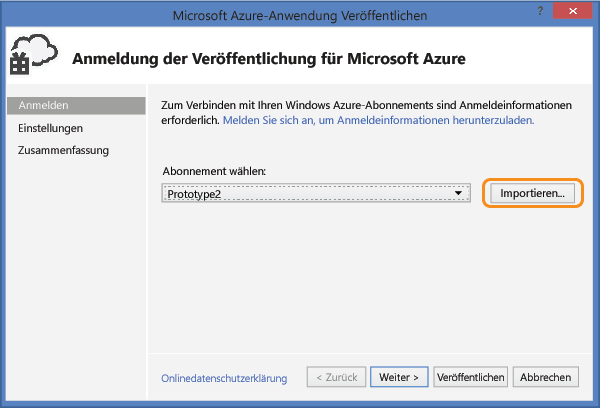 Microsoft Azure-Anwendung Veröffentlichen
?
Anmeldung der Veröffentlichung für Microsoft Azure
Anmelden
Einstellungen
Zusammenfassung
Zum Verbinden mit Ihren Windows Azure-Abonnements sind Anmeldeinformationen
erforderlich. Melden Sie sich an, um Anmeldeinformationen herunterzuladen.
Abonnement wählen:
Prototype2
Importieren...
Onlinedatenschutzerklärung
< Zurück
Weiter >
Veröffentlichen
Abbrechen